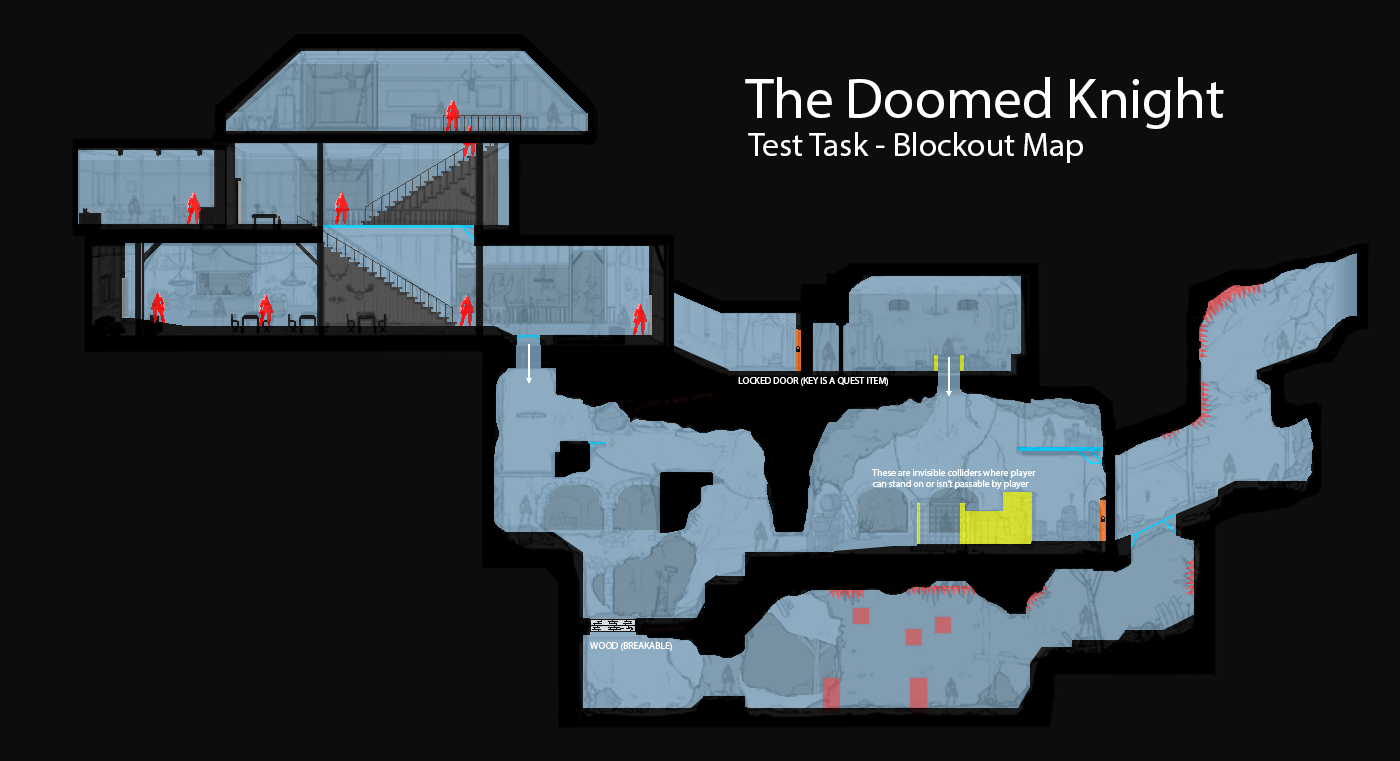 The Doomed Knight
Test Task - Blockout Map
LOCKED DOOR (KEY IS A QUEST ITEM)
These are invisible colliders where player
can stand on or isn't passable by player
WOOD (BREAKABLE)